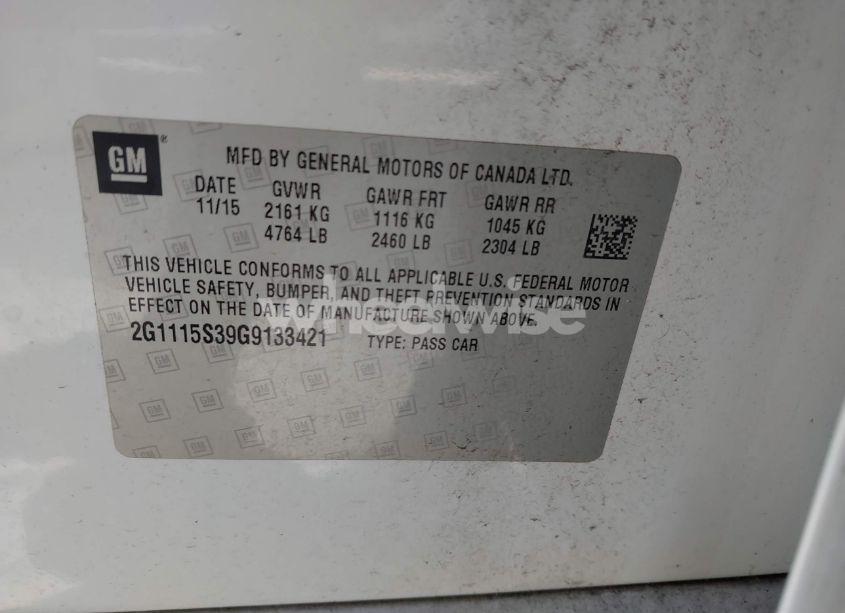 GM
MFD BY GENERAL MOTORS OF CANADA LTD.
DATE GVWR GAWR FRT GAWR RR
11/15 2161 KG 1116 KG 1045 KG
4764 LB 2460 LB 2304 LB
THIS VEHICLE CONFORMS TO ALL APPLICABLE U.S. FEDERAL MOTOR
VEHICLE SAFETY, BUMPER, AND THEFT PREVENTION STANDARDS IN
EFFECT ON THE DATE OF MANUFACTURE SHOWN ABOVE.
wheelwise
2G1115S39G9133421 TYPE: PASS CAR